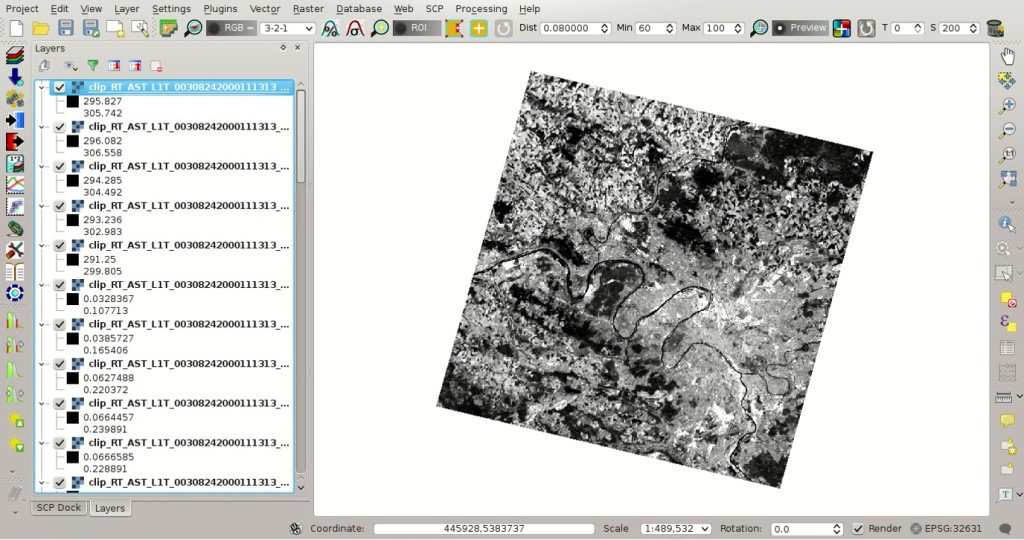 Project Edit View Layer Settings Plugins Vector Raster Database Web SCP Processing Help
RGB = 3-2-1 ROI Dist 0.080000 Min 60 Max 100 Preview T 0 S 200
Layers
clip_RT_AST_L1T_00308242000111313_...
295.827
305.742
clip_RT_AST_L1T_00308242000111313_...
296.082
306.558
clip_RT_AST_L1T_00308242000111313_...
294.285
304.492
clip_RT_AST_L1T_00308242000111313_...
293.236
302.983
clip_RT_AST_L1T_00308242000111313_...
291.25
299.805
clip_RT_AST_L1T_00308242000111313_...
0.0328367
0.107713
clip_RT_AST_L1T_00308242000111313_...
0.0385727
0.165406
clip_RT_AST_L1T_00308242000111313_...
0.0627488
0.220372
clip_RT_AST_L1T_00308242000111313_...
0.0664457
0.239891
clip_RT_AST_L1T_00308242000111313_...
0.0666585
0.228891
clip_RT_AST_L1T_00308242000111313_...
SCP Dock Layers
Coordinate: 445928,5383737 Scale 1:489,532 Rotation: 0.0 Render EPSG:32631